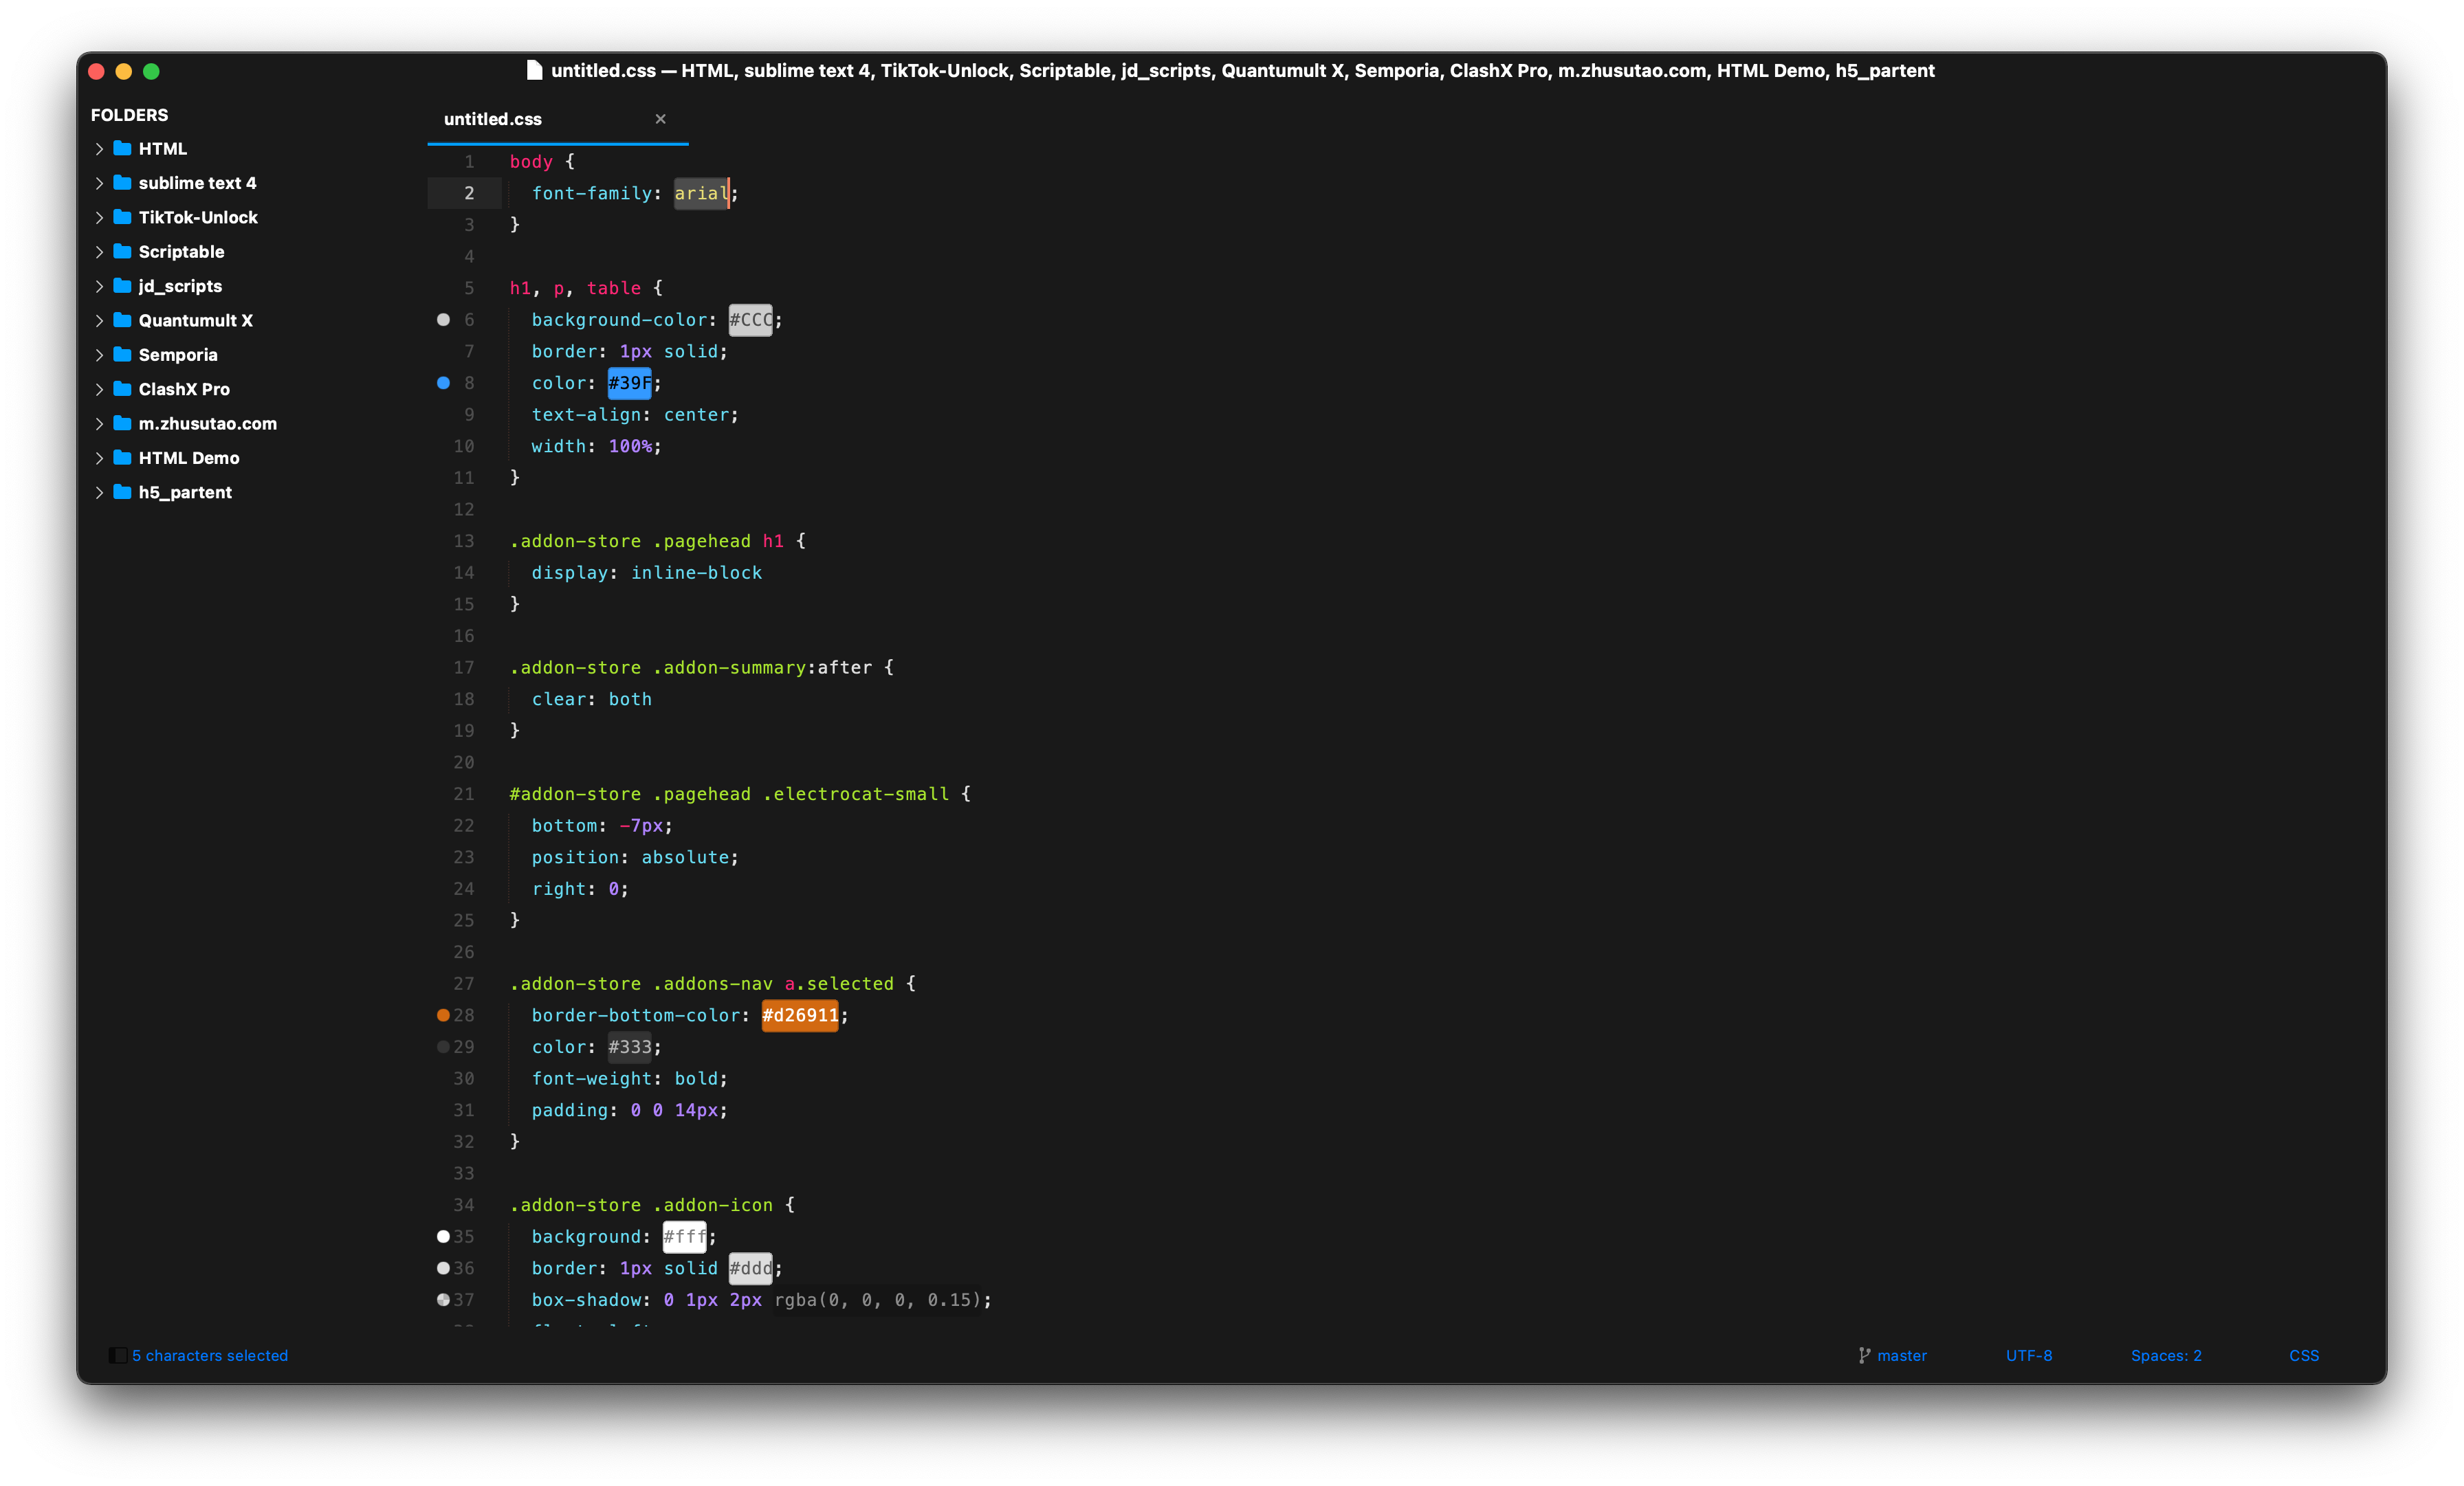 untitled.css — HTML, sublime text 4, TikTok-Unlock, Scriptable, jd_scripts, Quantumult X, Semporia, ClashX Pro, m.zhusutao.com, HTML Demo, h5_partent
FOLDERS
HTML
sublime text 4
TikTok-Unlock
Scriptable
jd_scripts
Quantumult X
Semporia
ClashX Pro
m.zhusutao.com
HTML Demo
h5_partent
untitled.css ×
1 body {
2   font-family: arial;
3 }
4
5 h1, p, table {
6   background-color: #CCC;
7   border: 1px solid;
8   color: #39F;
9   text-align: center;
10   width: 100%;
11 }
12
13 .addon-store .pagehead h1 {
14   display: inline-block
15 }
16
17 .addon-store .addon-summary:after {
18   clear: both
19 }
20
21 #addon-store .pagehead .electrocat-small {
22   bottom: -7px;
23   position: absolute;
24   right: 0;
25 }
26
27 .addon-store .addons-nav a.selected {
28   border-bottom-color: #d26911;
29   color: #333;
30   font-weight: bold;
31   padding: 0 0 14px;
32 }
33
34 .addon-store .addon-icon {
35   background: #fff;
36   border: 1px solid #ddd;
37   box-shadow: 0 1px 2px rgba(0, 0, 0, 0.15);
5 characters selected
master
UTF-8
Spaces: 2
CSS